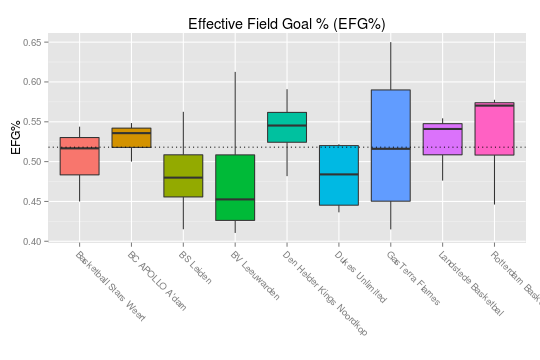 Effective Field Goal % (EFG%)
EFG%
0.65
0.60
0.55
0.50
0.45
0.40
Basketball Stars Weert
BC APOLLO A'dam
BS Leiden
BV Leeuwarden
Den Helder Kings Noordkop
Dukes Unlimited
GasTerra Flames
Landstede Basketbal
Rotterdam Bask